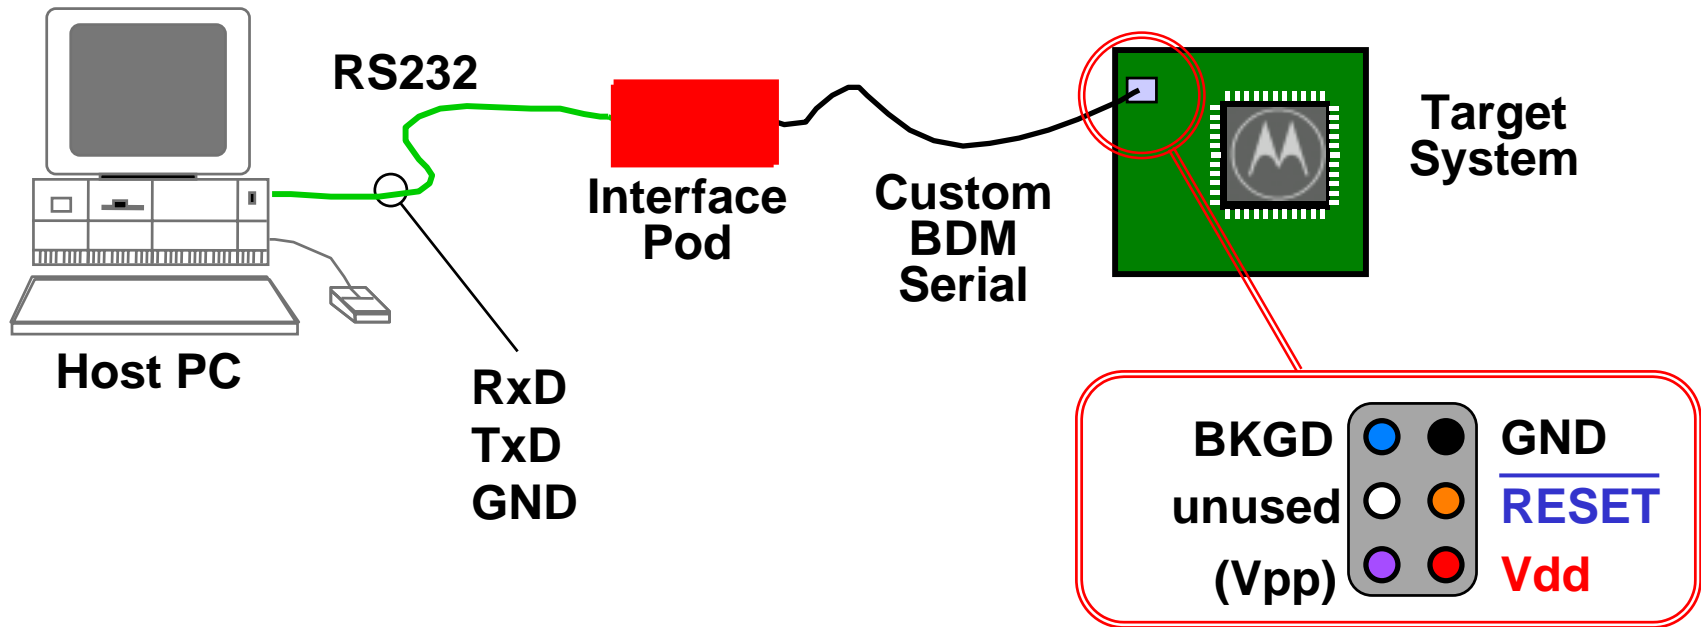 RS232
Host PC
RxD
TxD
GND
Interface
Pod
Custom
BDM
Serial
Target
System
BKGD
GND
unused
RESET
(Vpp)
Vdd